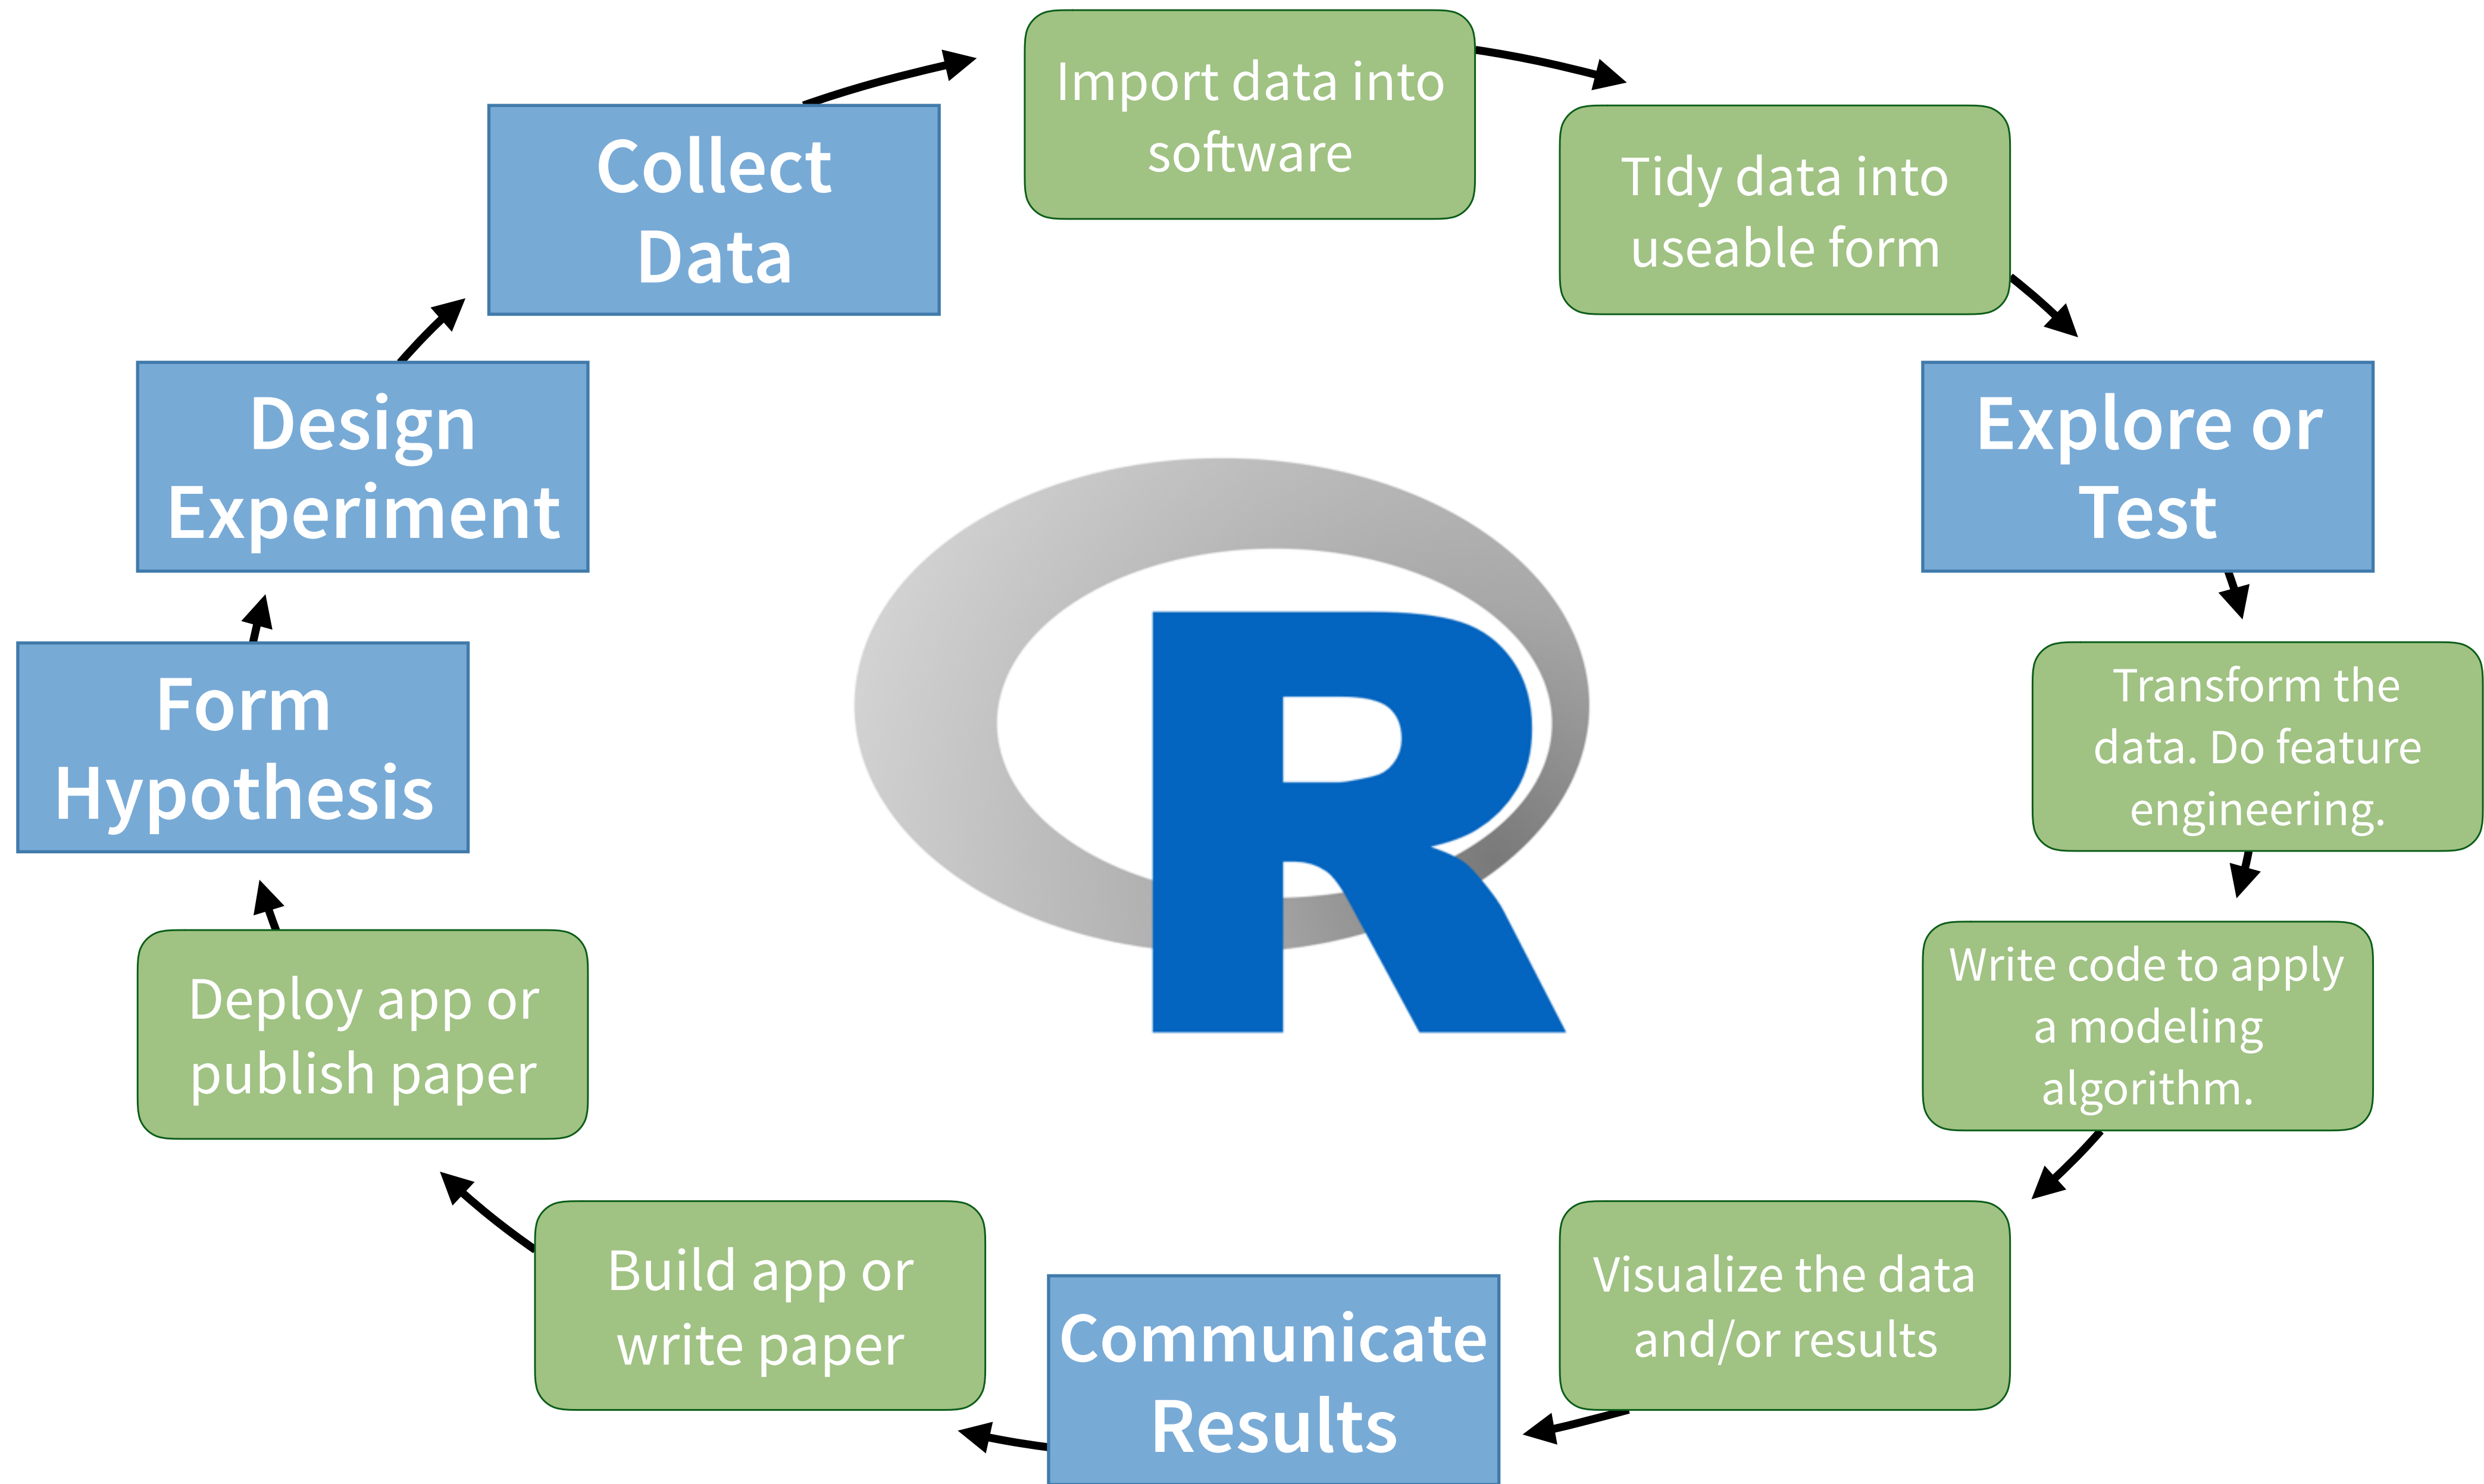 Import data into
software
Collect
Data
Tidy data into
useable form
Design
Experiment
Explore or
Test
Form
Hypothesis
R
Transform the
data. Do feature
engineering.
Write code to apply
a modeling
algorithm.
Deploy app or
publish paper
Build app or
write paper
Communicate
Results
Visualize the data
and/or results